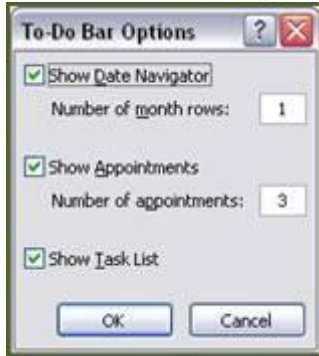 To-Do Bar Options ?
Show Date Navigator
Number of month rows: 1
Show Appointments
Number of appointments: 3
Show Task List
OK Cancel